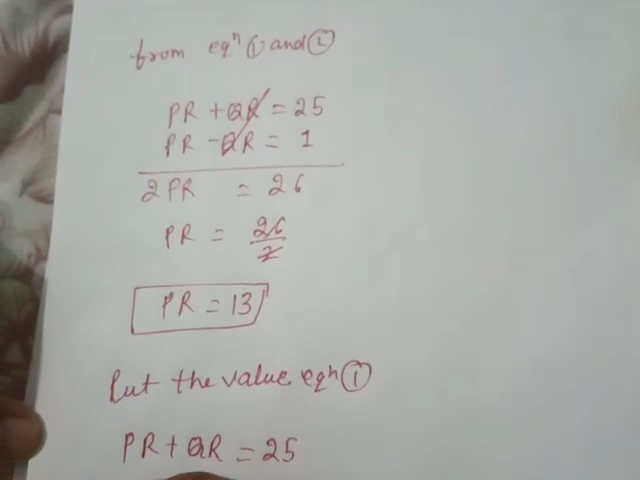 from eqⁿ ① and ②
PR + QR = 25
PR - QR = 1
2PR = 26
PR = 26/2
PR = 13
Put the value eqⁿ ①
PR + QR = 25